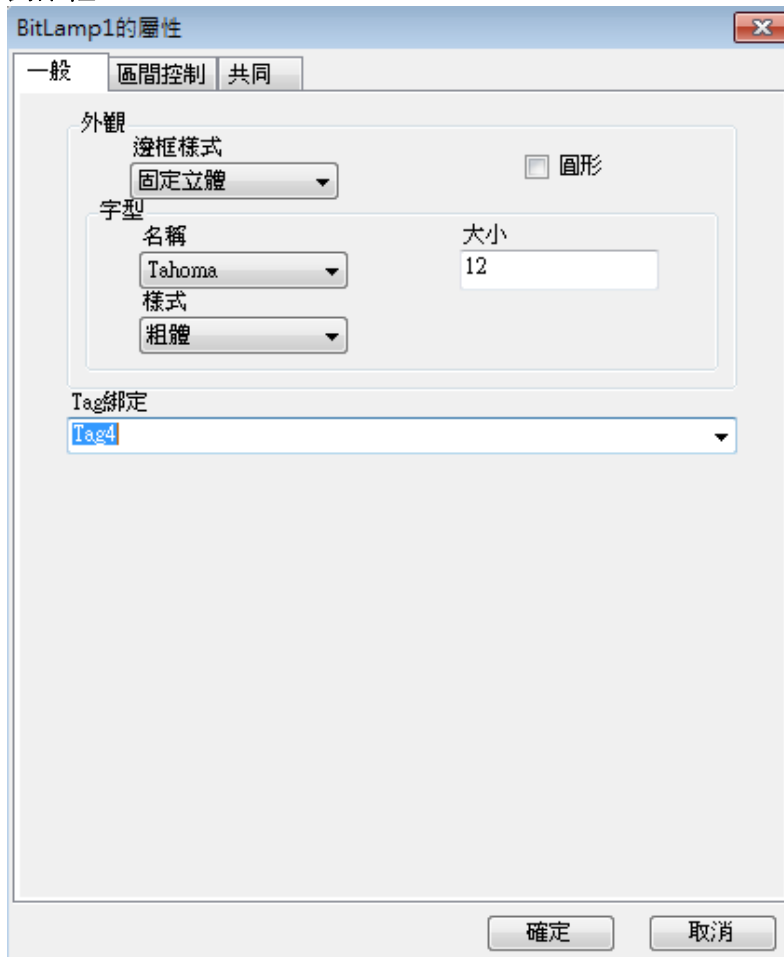 BitLamp1的屬性
一般 區間控制 共同
外觀
邊框樣式
固定立體
圓形
字型
名稱 大小
Tahoma 12
樣式
粗體
Tag綁定
Tag4
確定 取消